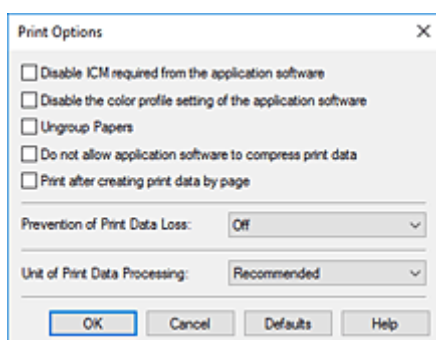 Print Options
Disable ICM required from the application software
Disable the color profile setting of the application software
Ungroup Papers
Do not allow application software to compress print data
Print after creating print data by page
Prevention of Print Data Loss: Off
Unit of Print Data Processing: Recommended
OK Cancel Defaults Help